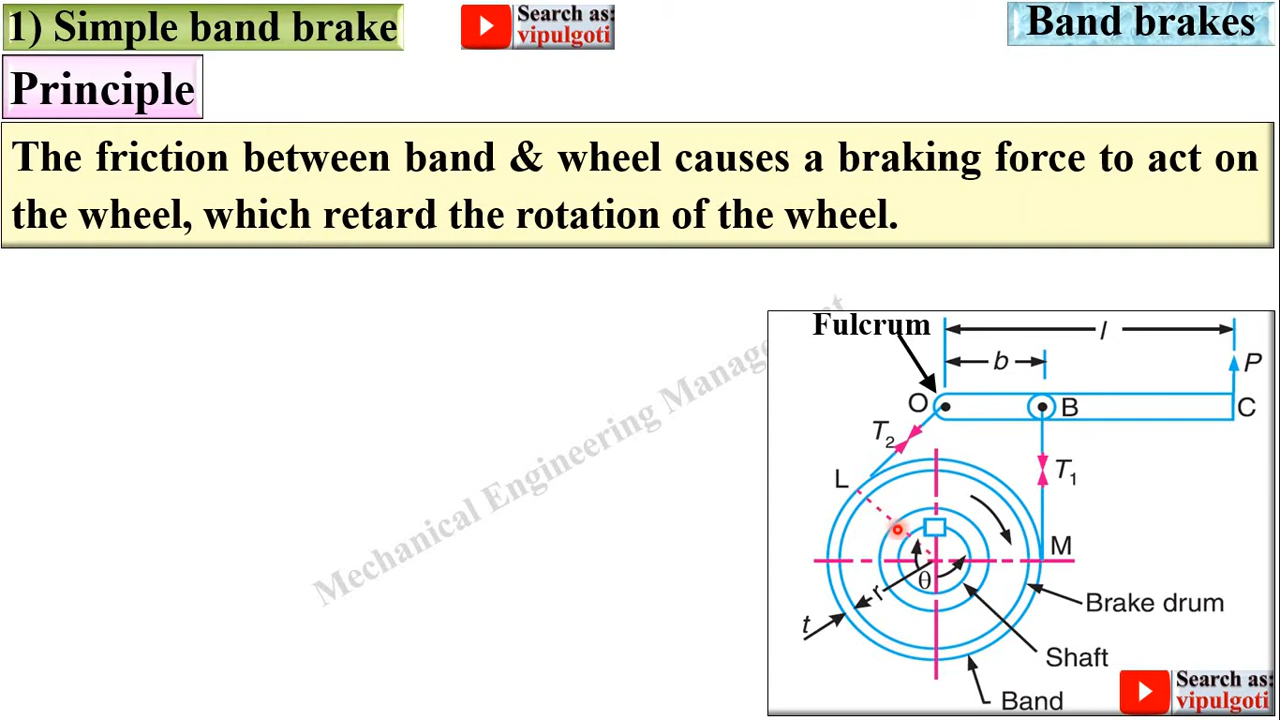 1) Simple band brake
Search as:
vipulgoti
Band brakes
Principle
The friction between band & wheel causes a braking force to act on
the wheel, which retard the rotation of the wheel.
Mechanical Engineering Management
Fulcrum
l
b
P
O
B
C
T2
T1
L
M
θ
r
t
Brake drum
Shaft
Band
Search as:
vipulgoti